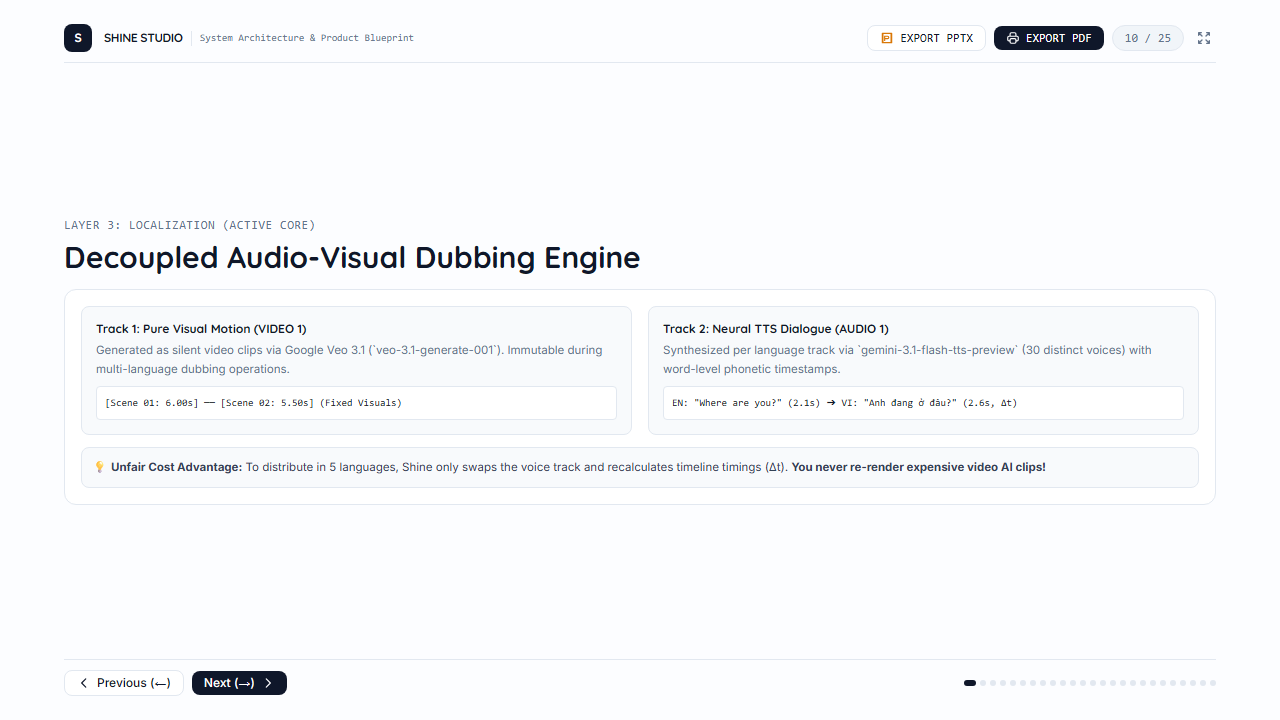 S SHINE STUDIO System Architecture & Product Blueprint EXPORT PPTX EXPORT PDF 10 / 25
LAYER 3: LOCALIZATION (ACTIVE CORE)
Decoupled Audio-Visual Dubbing Engine
Track 1: Pure Visual Motion (VIDEO 1)
Generated as silent video clips via Google Veo 3.1 (`veo-3.1-generate-001`). Immutable during
multi-language dubbing operations.
[Scene 01: 6.00s] ── [Scene 02: 5.50s] (Fixed Visuals)
Track 2: Neural TTS Dialogue (AUDIO 1)
Synthesized per language track via `gemini-3.1-flash-tts-preview` (30 distinct voices) with
word-level phonetic timestamps.
EN: "Where are you?" (2.1s) ➔ VI: "Anh đang ở đâu?" (2.6s, Δt)
💡 Unfair Cost Advantage: To distribute in 5 languages, Shine only swaps the voice track and recalculates timeline timings (Δt). You never re-render expensive video AI clips!
Previous (←) Next (→)